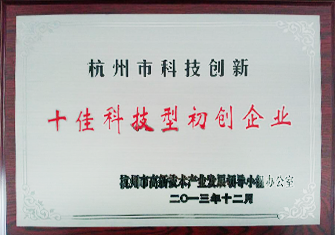 杭州市科技创新
十佳科技型初创企业
杭州市高新技术产业发展领导小组办公室
二〇一三年十二月